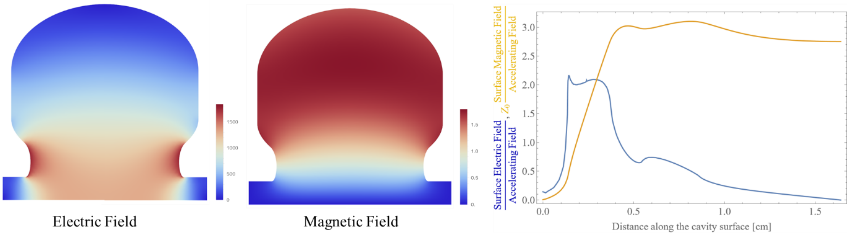 1500
1000
500
0
Electric Field
1.5
1
0.5
0
Magnetic Field
Surface Electric Field
Accelerating Field
, Z0
Surface Magnetic Field
Accelerating Field
3.0
2.5
2.0
1.5
1.0
0.5
0.0
0.0 0.5 1.0 1.5
Distance along the cavity surface [cm]